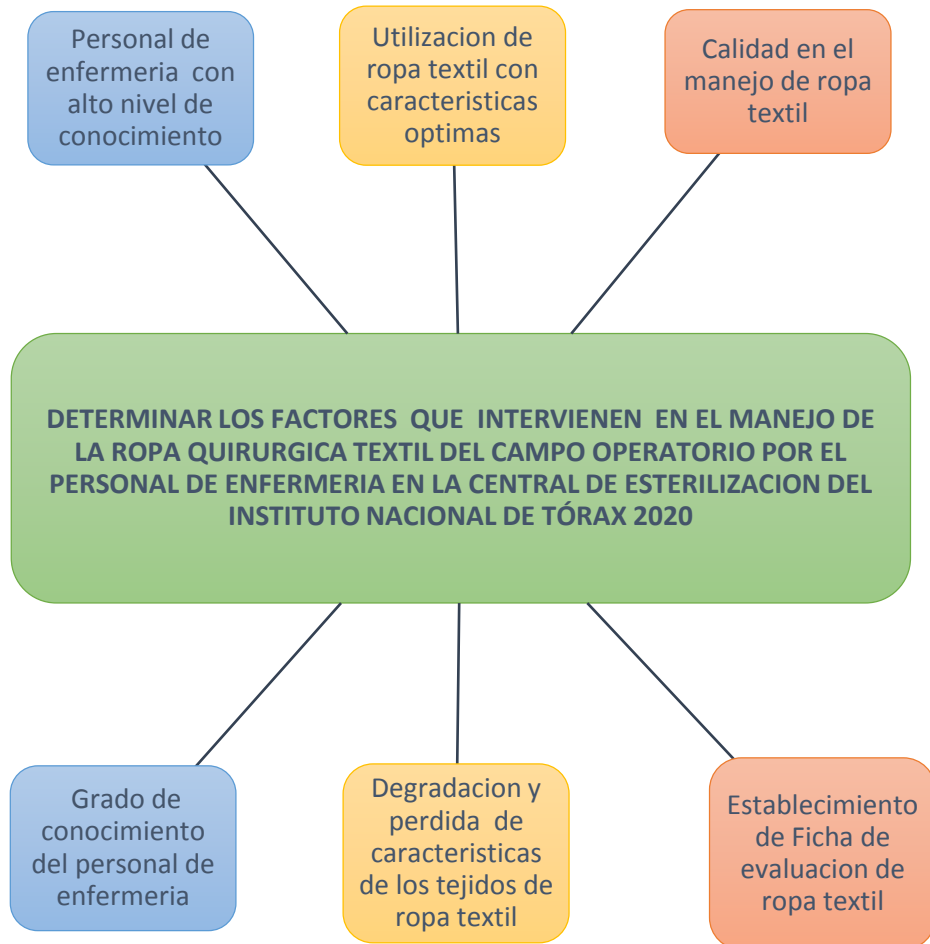 Personal de
enfermeria con
alto nivel de
conocimiento
Utilizacion de
ropa textil con
caracteristicas
optimas
Calidad en el
manejo de ropa
textil
DETERMINAR LOS FACTORES QUE INTERVIENEN EN EL MANEJO DE
LA ROPA QUIRURGICA TEXTIL DEL CAMPO OPERATORIO POR EL
PERSONAL DE ENFERMERIA EN LA CENTRAL DE ESTERILIZACION DEL
INSTITUTO NACIONAL DE TÓRAX 2020
Grado de
conocimiento
del personal de
enfermeria
Degradacion y
perdida de
caracteristicas
de los tejidos de
ropa textil
Establecimiento
de Ficha de
evaluacion de
ropa textil